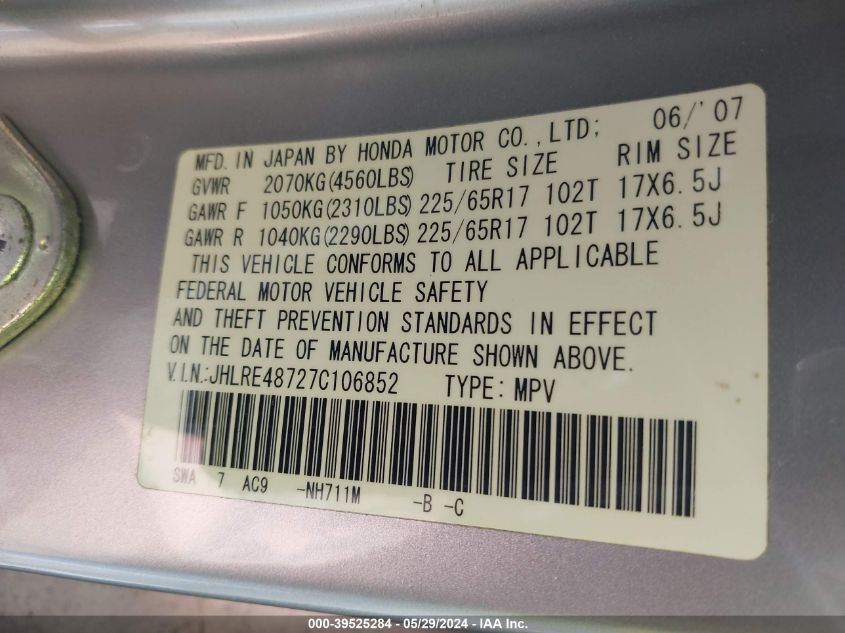 MFD. IN JAPAN BY HONDA MOTOR CO., LTD; 06/'07
GVWR 2070KG(4560LBS) TIRE SIZE RIM SIZE
GAWR F 1050KG(2310LBS) 225/65R17 102T 17X6.5J
GAWR R 1040KG(2290LBS) 225/65R17 102T 17X6.5J
THIS VEHICLE CONFORMS TO ALL APPLICABLE
FEDERAL MOTOR VEHICLE SAFETY
AND THEFT PREVENTION STANDARDS IN EFFECT
ON THE DATE OF MANUFACTURE SHOWN ABOVE.
V.I.N.:JHLRE48727C106852 TYPE: MPV
SWA 7 AC9 -NH711M -B -C
000-39525284 - 05/29/2024 - IAA Inc.